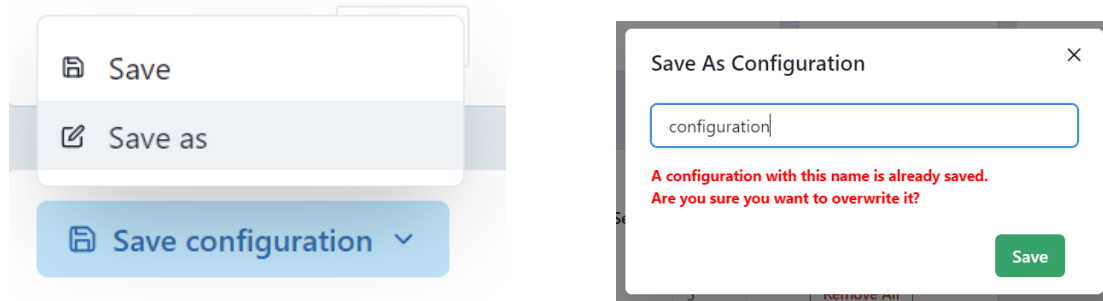 Save
Save as
Save configuration
Save As Configuration
configuration
A configuration with this name is already saved.
Are you sure you want to overwrite it?
Save
Remove All